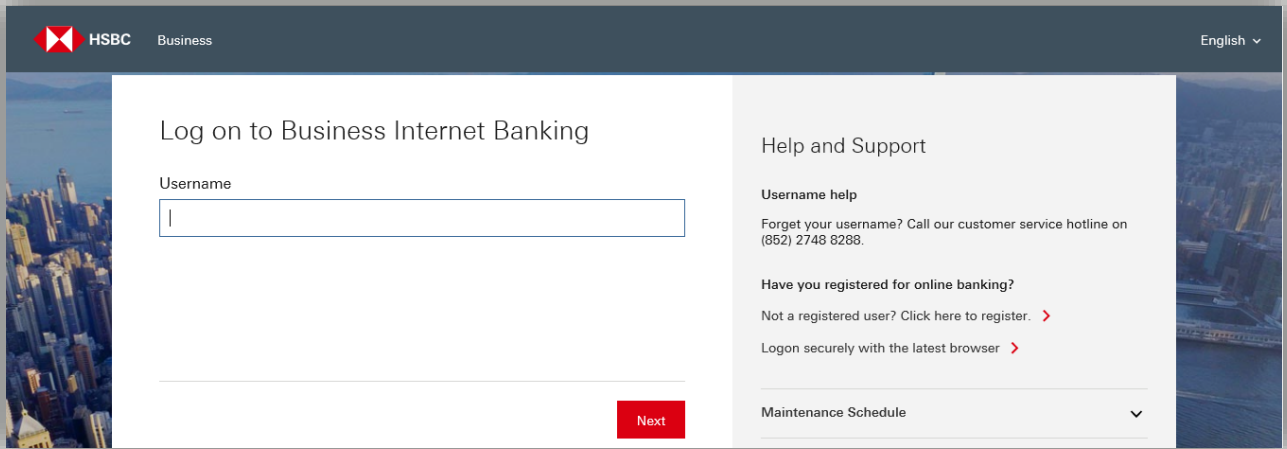 HSBC Business English
Log on to Business Internet Banking
Username
Next
Help and Support
Username help
Forget your username? Call our customer service hotline on
(852) 2748 8288.
Have you registered for online banking?
Not a registered user? Click here to register.
Logon securely with the latest browser
Maintenance Schedule